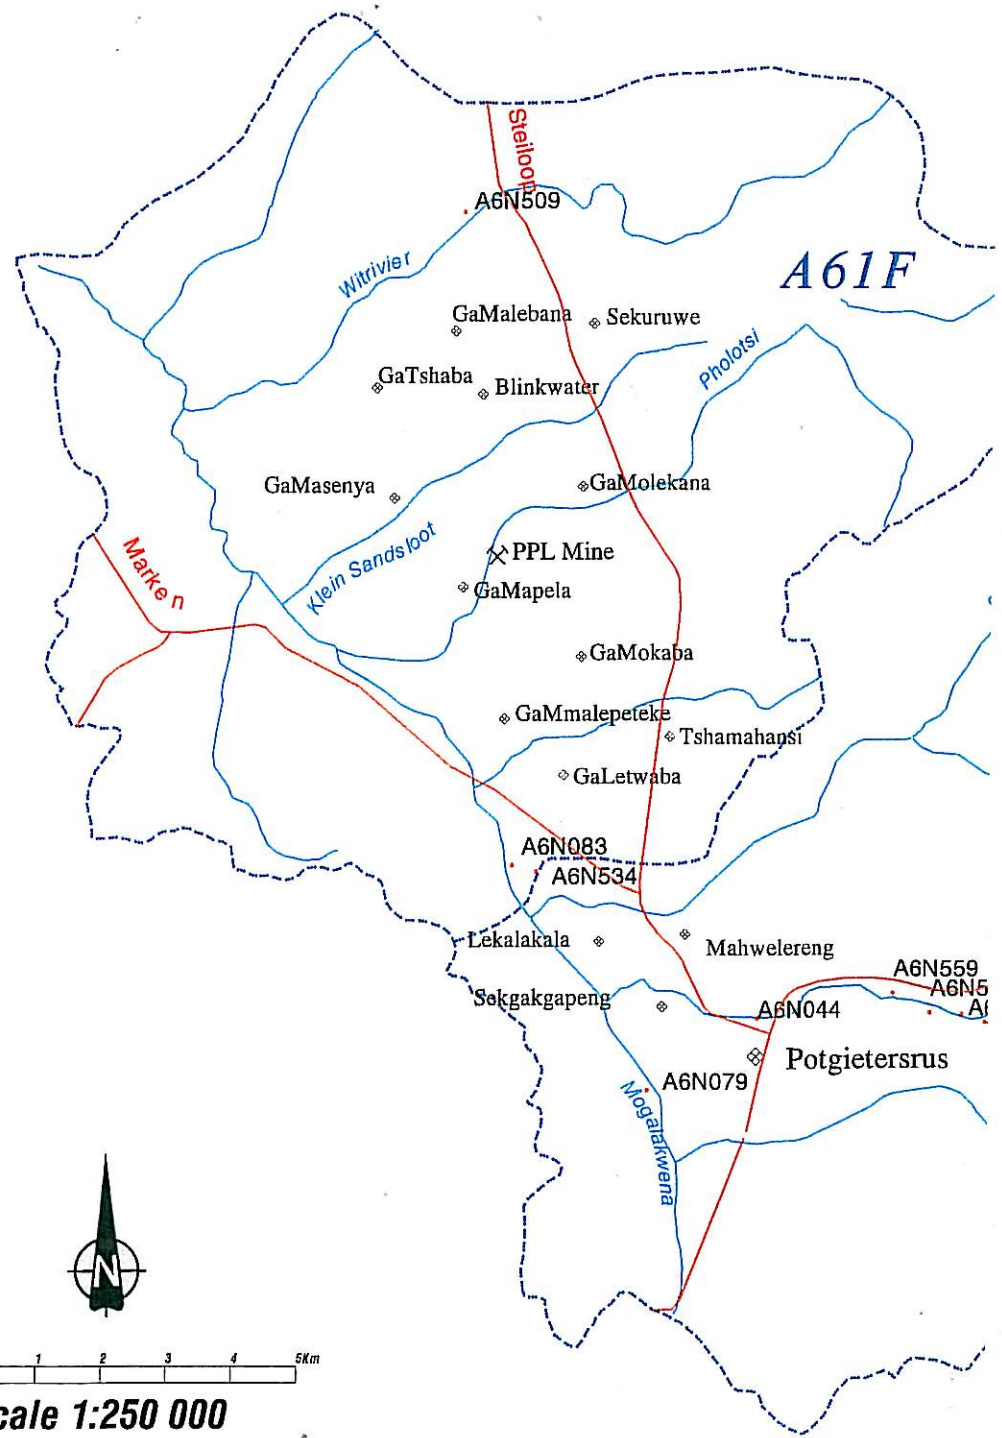 Steiloop
A6N509
Witrivier
A61F
GaMalebana
Sekuruwe
Pholotsi
GaTshaba
Blinkwater
GaMasenya
GaMolekana
Klein Sandsloot
PPL Mine
Marken
GaMapela
GaMokaba
GaMmalepeteke
Tshamahansi
GaLetwaba
A6N083
A6N534
Lekalakala
Mahwelereng
A6N559
A6N5
Sekgakgapeng
A6N044
Potgietersrus
A6N079
Mogalakwena
N
1 2 3 4 5Km
cale 1:250 000